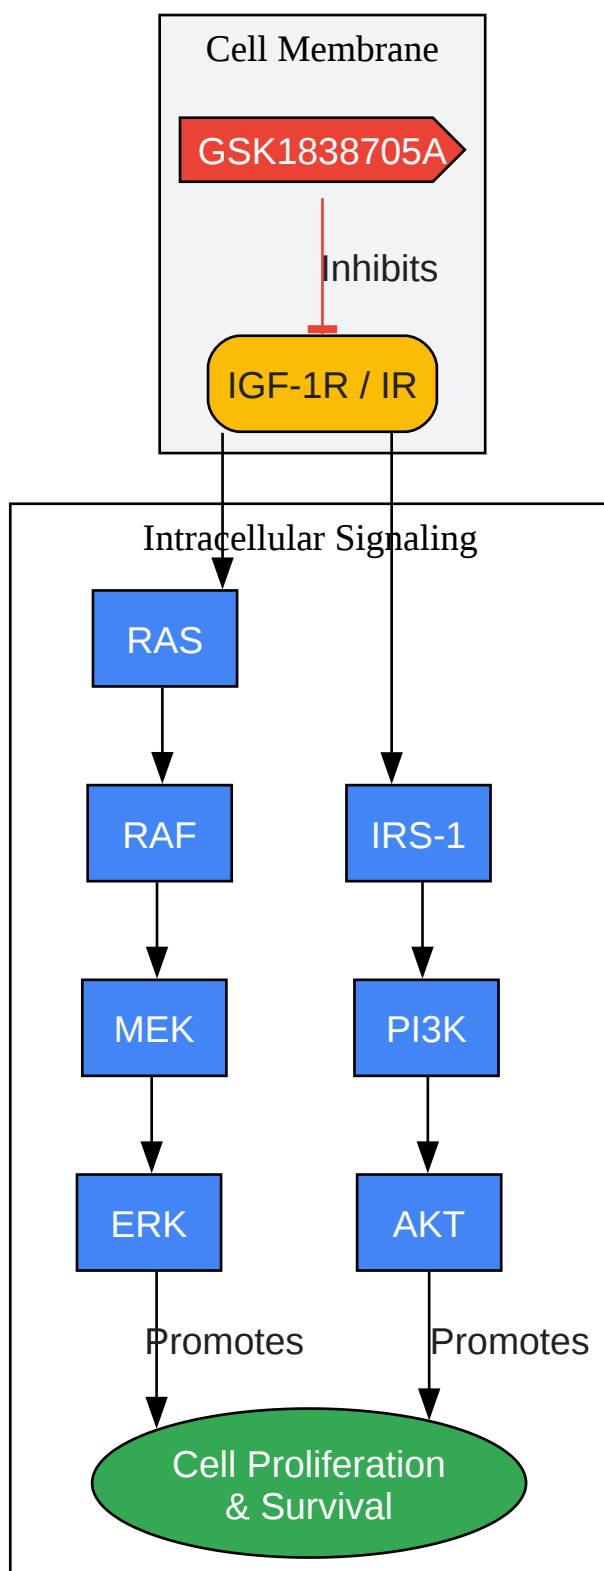 Cell Membrane
GSK1838705A
Inhibits
IGF-1R / IR
Intracellular Signaling
RAS
RAF
IRS-1
MEK
PI3K
ERK
AKT
Promotes
Promotes
Cell Proliferation
& Survival